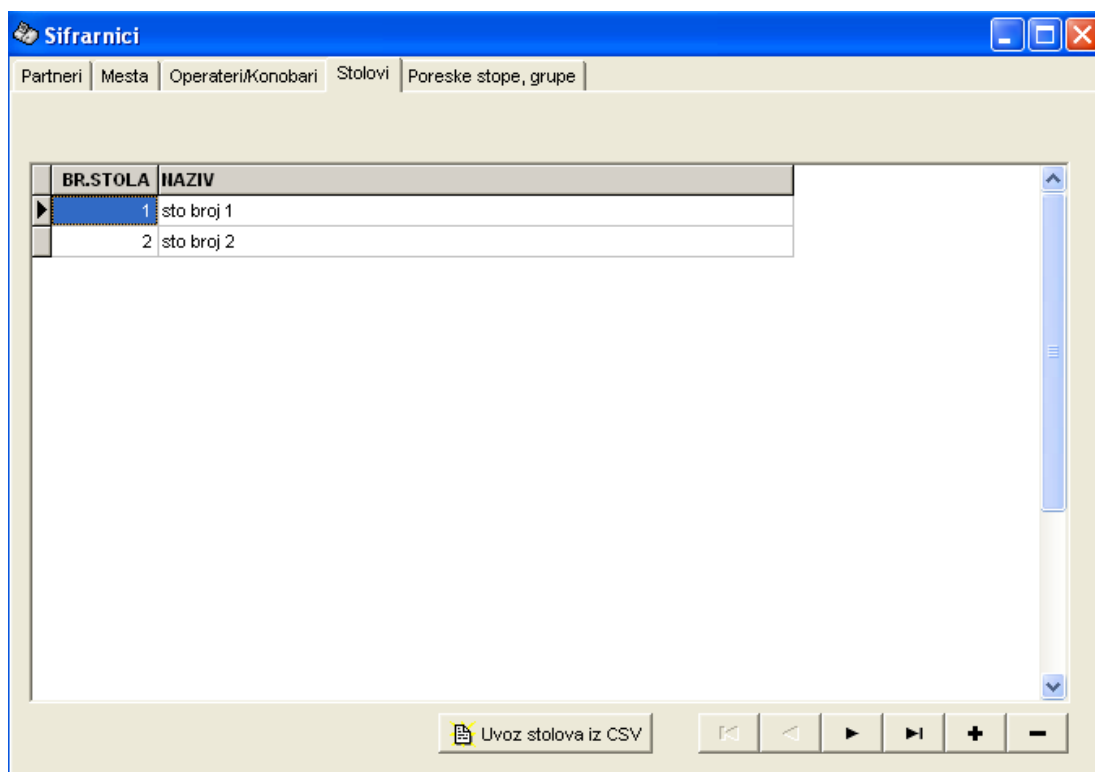 Sifrarnici
Partneri Mesta Operateri/Konobari Stolovi Poreske stope, grupe
BR.STOLA NAZIV
1 sto broj 1
2 sto broj 2
Uvoz stolova iz CSV